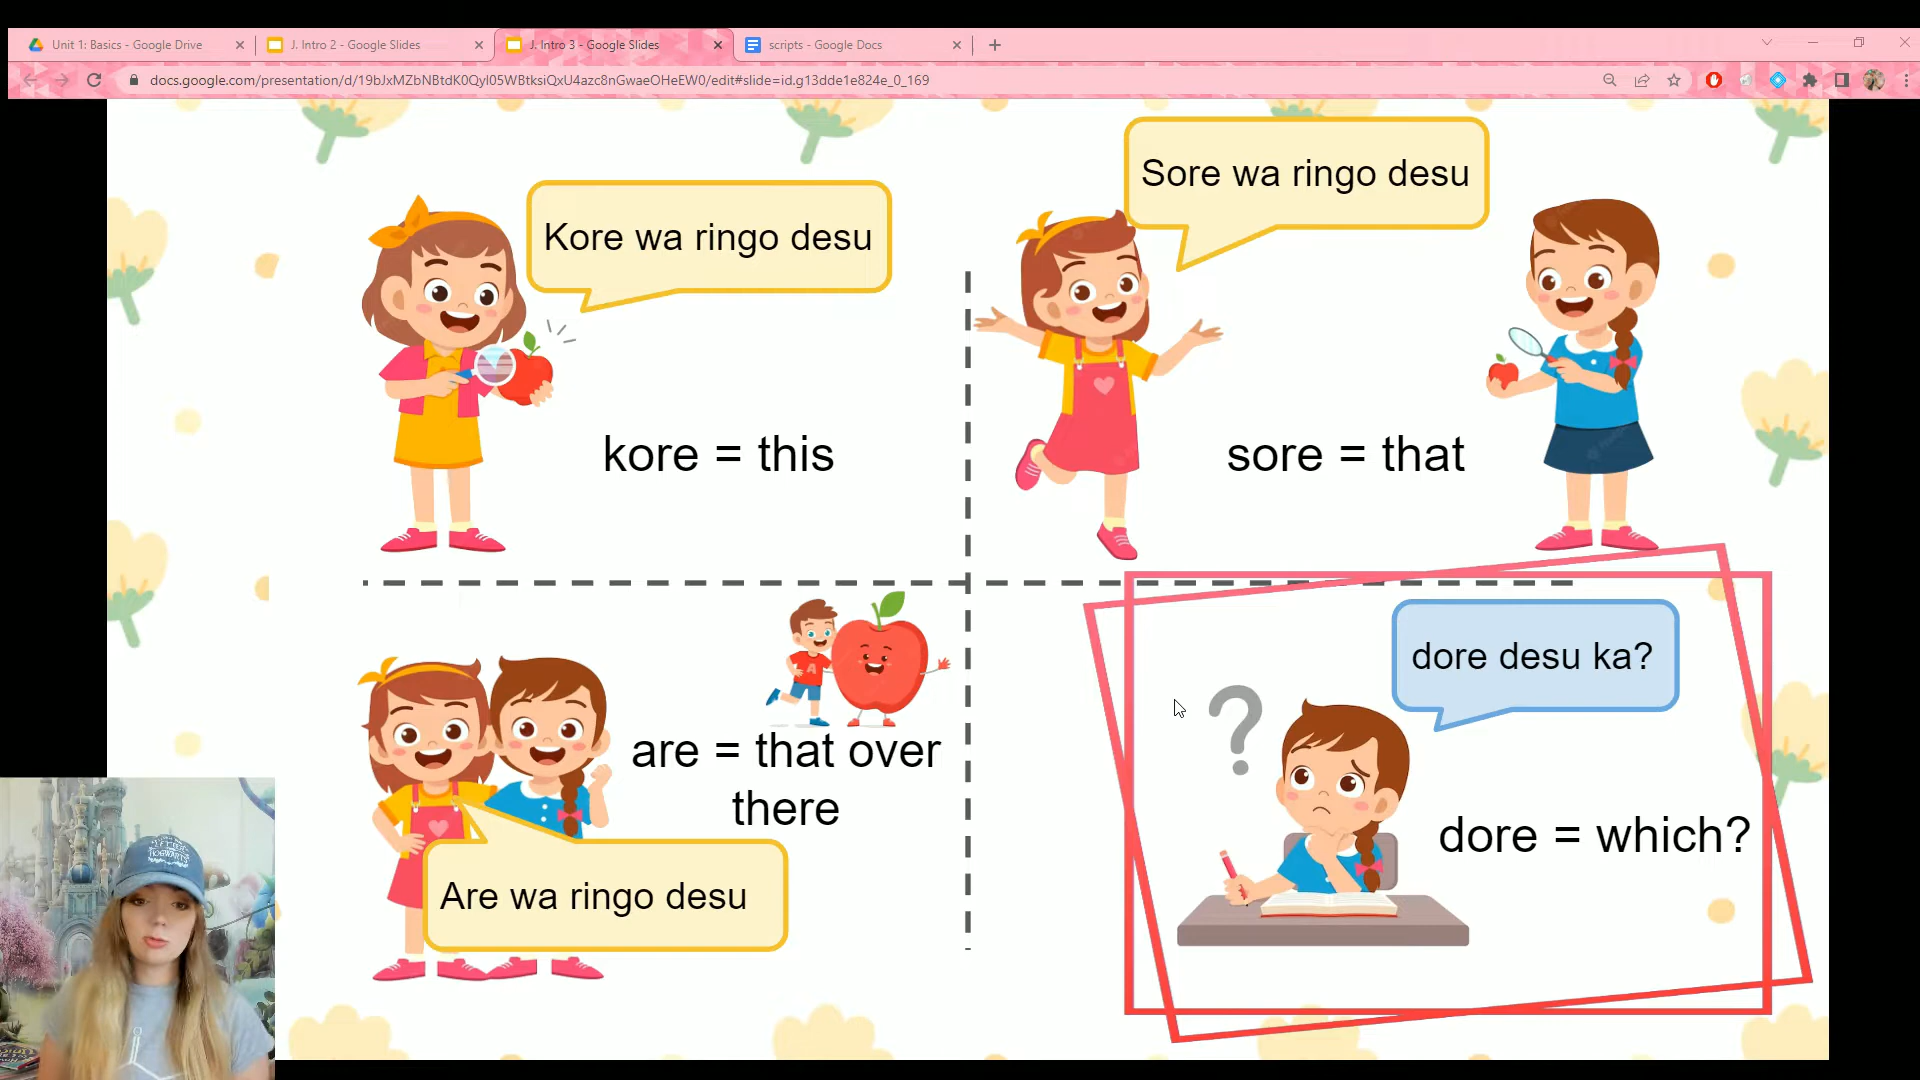 Unit 1: Basics - Google Drive
J. Intro 2 - Google Slides
J. Intro 3 - Google Slides
scripts - Google Docs
docs.google.com/presentation/d/19bJxMZbNBtdK0Qyl05WBtksiQxU4azc8nGwaeOHeEW0/edit#slide=id.g13dde1e824e_0_169
Kore wa ringo desu
kore = this
Sore wa ringo desu
sore = that
A
are = that over
there
Are wa ringo desu
?
dore desu ka?
dore = which?